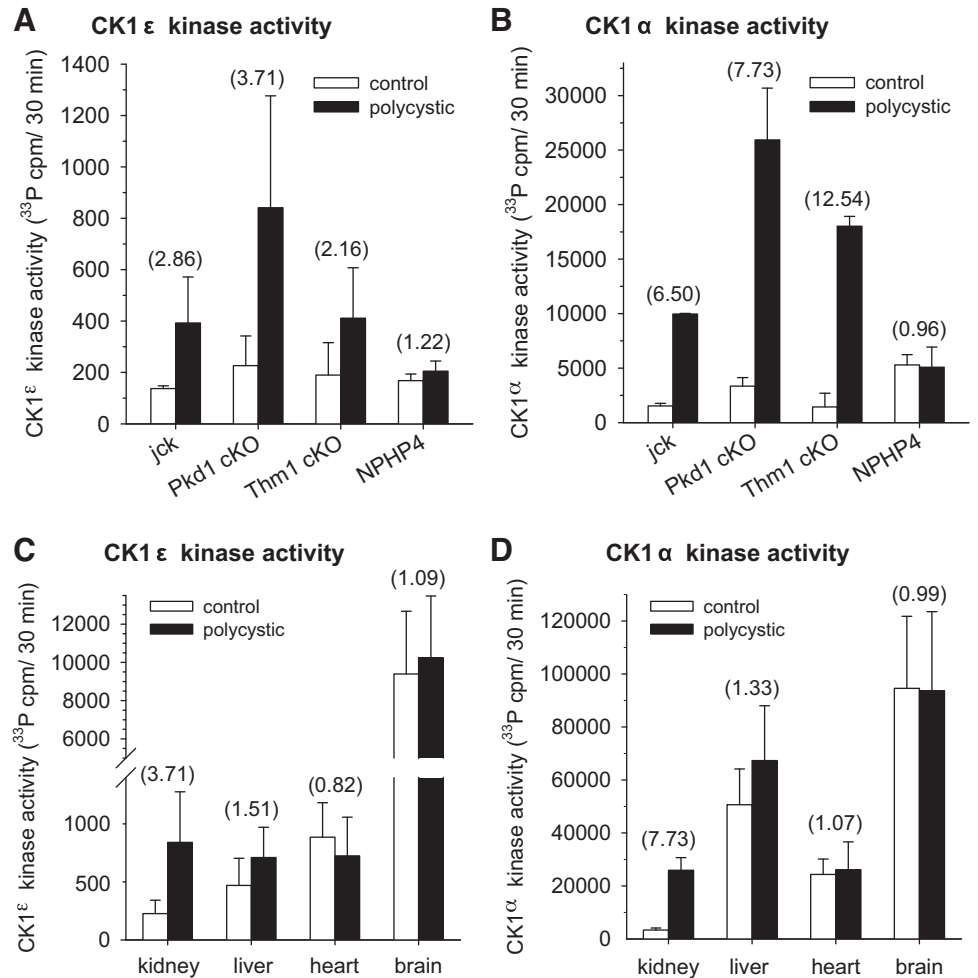 A
CK1 ε kinase activity
CK1ε kinase activity (33P cpm/ 30 min)
1400
1200
1000
800
600
400
200
0
control
polycystic
(2.86)
(3.71)
(2.16)
(1.22)
jck
Pkd1 cKO
Thm1 cKO
NPHP4
B
CK1 α kinase activity
CK1α kinase activity (33P cpm/ 30 min)
30000
25000
20000
15000
10000
5000
0
control
polycystic
(6.50)
(7.73)
(12.54)
(0.96)
jck
Pkd1 cKO
Thm1 cKO
NPHP4
C
CK1 ε kinase activity
CK1ε kinase activity (33P cpm/ 30 min)
12000
10000
8000
6000
1000
500
0
control
polycystic
(3.71)
(1.51)
(0.82)
(1.09)
kidney
liver
heart
brain
D
CK1 α kinase activity
CK1α kinase activity (33P cpm/ 30 min)
120000
100000
80000
60000
40000
20000
0
control
polycystic
(7.73)
(1.33)
(1.07)
(0.99)
kidney
liver
heart
brain